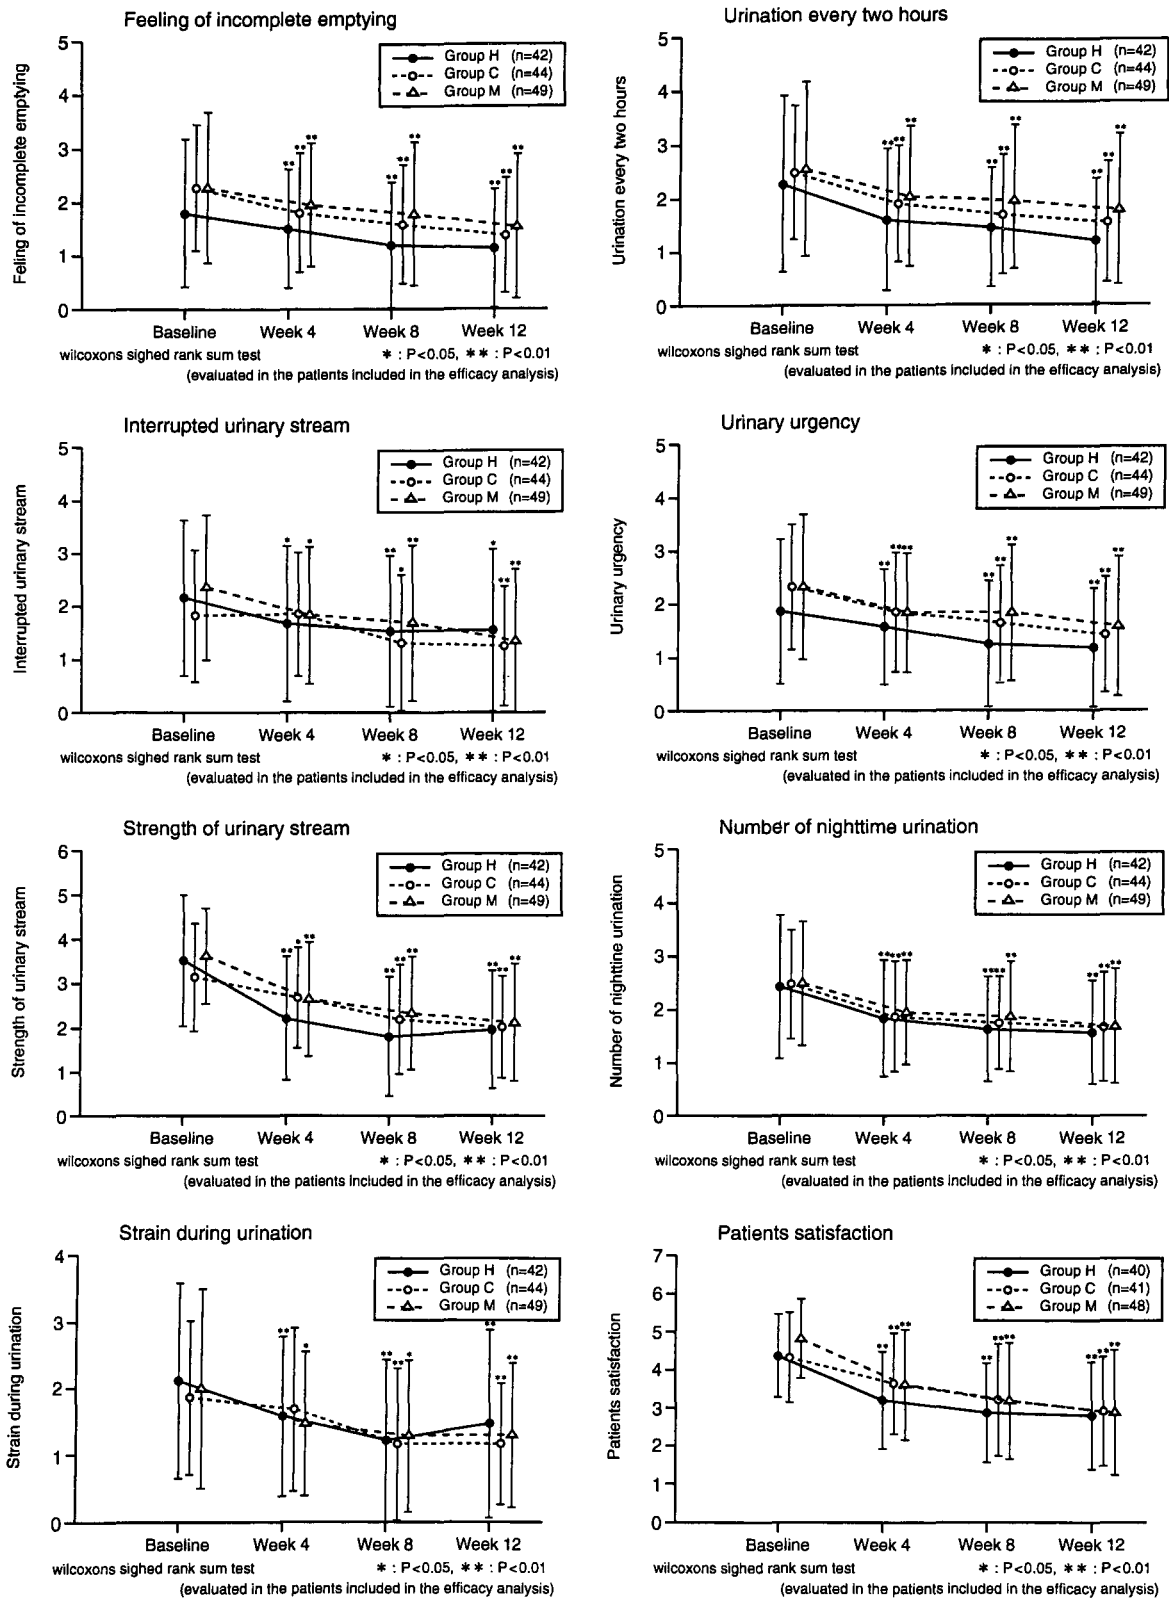 Feeling of incomplete emptying
Feling of incomplete emptying
5
4
3
2
1
0
Group H (n=42)
Group C (n=44)
Group M (n=49)
** ** **
** ** **
** ** **
Baseline Week 4 Week 8 Week 12
wilcoxons sighed rank sum test * : P<0.05, ** : P<0.01
(evaluated in the patients included in the efficacy analysis)
Urination every two hours
Urination every two hours
5
4
3
2
1
0
Group H (n=42)
Group C (n=44)
Group M (n=49)
** ** **
** ** **
** ** **
Baseline Week 4 Week 8 Week 12
wilcoxons sighed rank sum test * : P<0.05, ** : P<0.01
(evaluated in the patients included in the efficacy analysis)
Interrupted urinary stream
Interrupted urinary stream
5
4
3
2
1
0
Group H (n=42)
Group C (n=44)
Group M (n=49)
* *
** * **
* ** **
Baseline Week 4 Week 8 Week 12
wilcoxons sighed rank sum test * : P<0.05, ** : P<0.01
(evaluated in the patients included in the efficacy analysis)
Urinary urgency
Urinary urgency
5
4
3
2
1
0
Group H (n=42)
Group C (n=44)
Group M (n=49)
** ** **
** ** **
** ** **
Baseline Week 4 Week 8 Week 12
wilcoxons sighed rank sum test * : P<0.05, ** : P<0.01
(evaluated in the patients included in the efficacy analysis)
Strength of urinary stream
Strength of urinary stream
6
5
4
3
2
1
0
Group H (n=42)
Group C (n=44)
Group M (n=49)
** * **
** ** **
** ** **
Baseline Week 4 Week 8 Week 12
wilcoxons sighed rank sum test * : P<0.05, ** : P<0.01
(evaluated in the patients included in the efficacy analysis)
Number of nighttime urination
Number of nighttine urination
5
4
3
2
1
0
Group H (n=42)
Group C (n=44)
Group M (n=49)
** ** **
** ** **
** ** **
Baseline Week 4 Week 8 Week 12
wilcoxons sighed rank sum test * : P<0.05, ** : P<0.01
(evaluated in the patients included in the efficacy analysis)
Strain during urination
Strain during urination
4
3
2
1
0
Group H (n=42)
Group C (n=44)
Group M (n=49)
** *
** ** *
** ** **
Baseline Week 4 Week 8 Week 12
wilcoxons sighed rank sum test * : P<0.05, ** : P<0.01
(evaluated in the patients included in the efficacy analysis)
Patients satisfaction
Patients satisfaction
7
6
5
4
3
2
1
0
Group H (n=40)
Group C (n=41)
Group M (n=48)
** ** **
** ** **
** ** **
Baseline Week 4 Week 8 Week 12
wilcoxons sighed rank sum test * : P<0.05, ** : P<0.01
(evaluated in the patients included in the efficacy analysis)